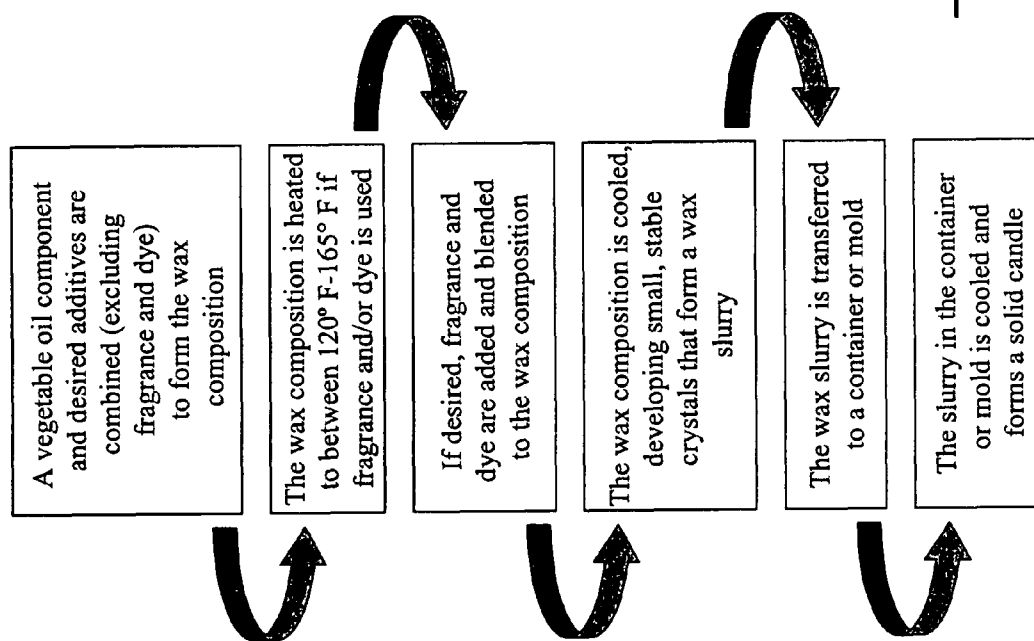 A vegetable oil component
and desired additives are
combined (excluding
fragrance and dye)
to form the wax
composition
The wax composition is heated
to between 120° F-165° F if
fragrance and/or dye is used
If desired, fragrance and
dye are added and blended
to the wax composition
The wax composition is cooled,
developing small, stable
crystals that form a wax
slurry
The wax slurry is transferred
to a container or mold
The slurry in the container
or mold is cooled and
forms a solid candle